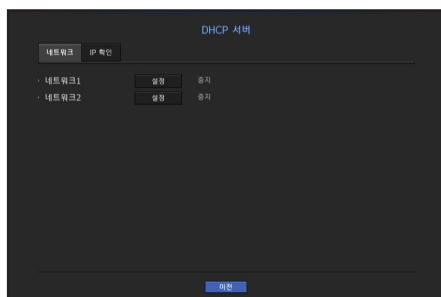 DHCP 서버
네트워크 IP 확인
· 네트워크1 설정 중지
· 네트워크2 설정 중지
이전